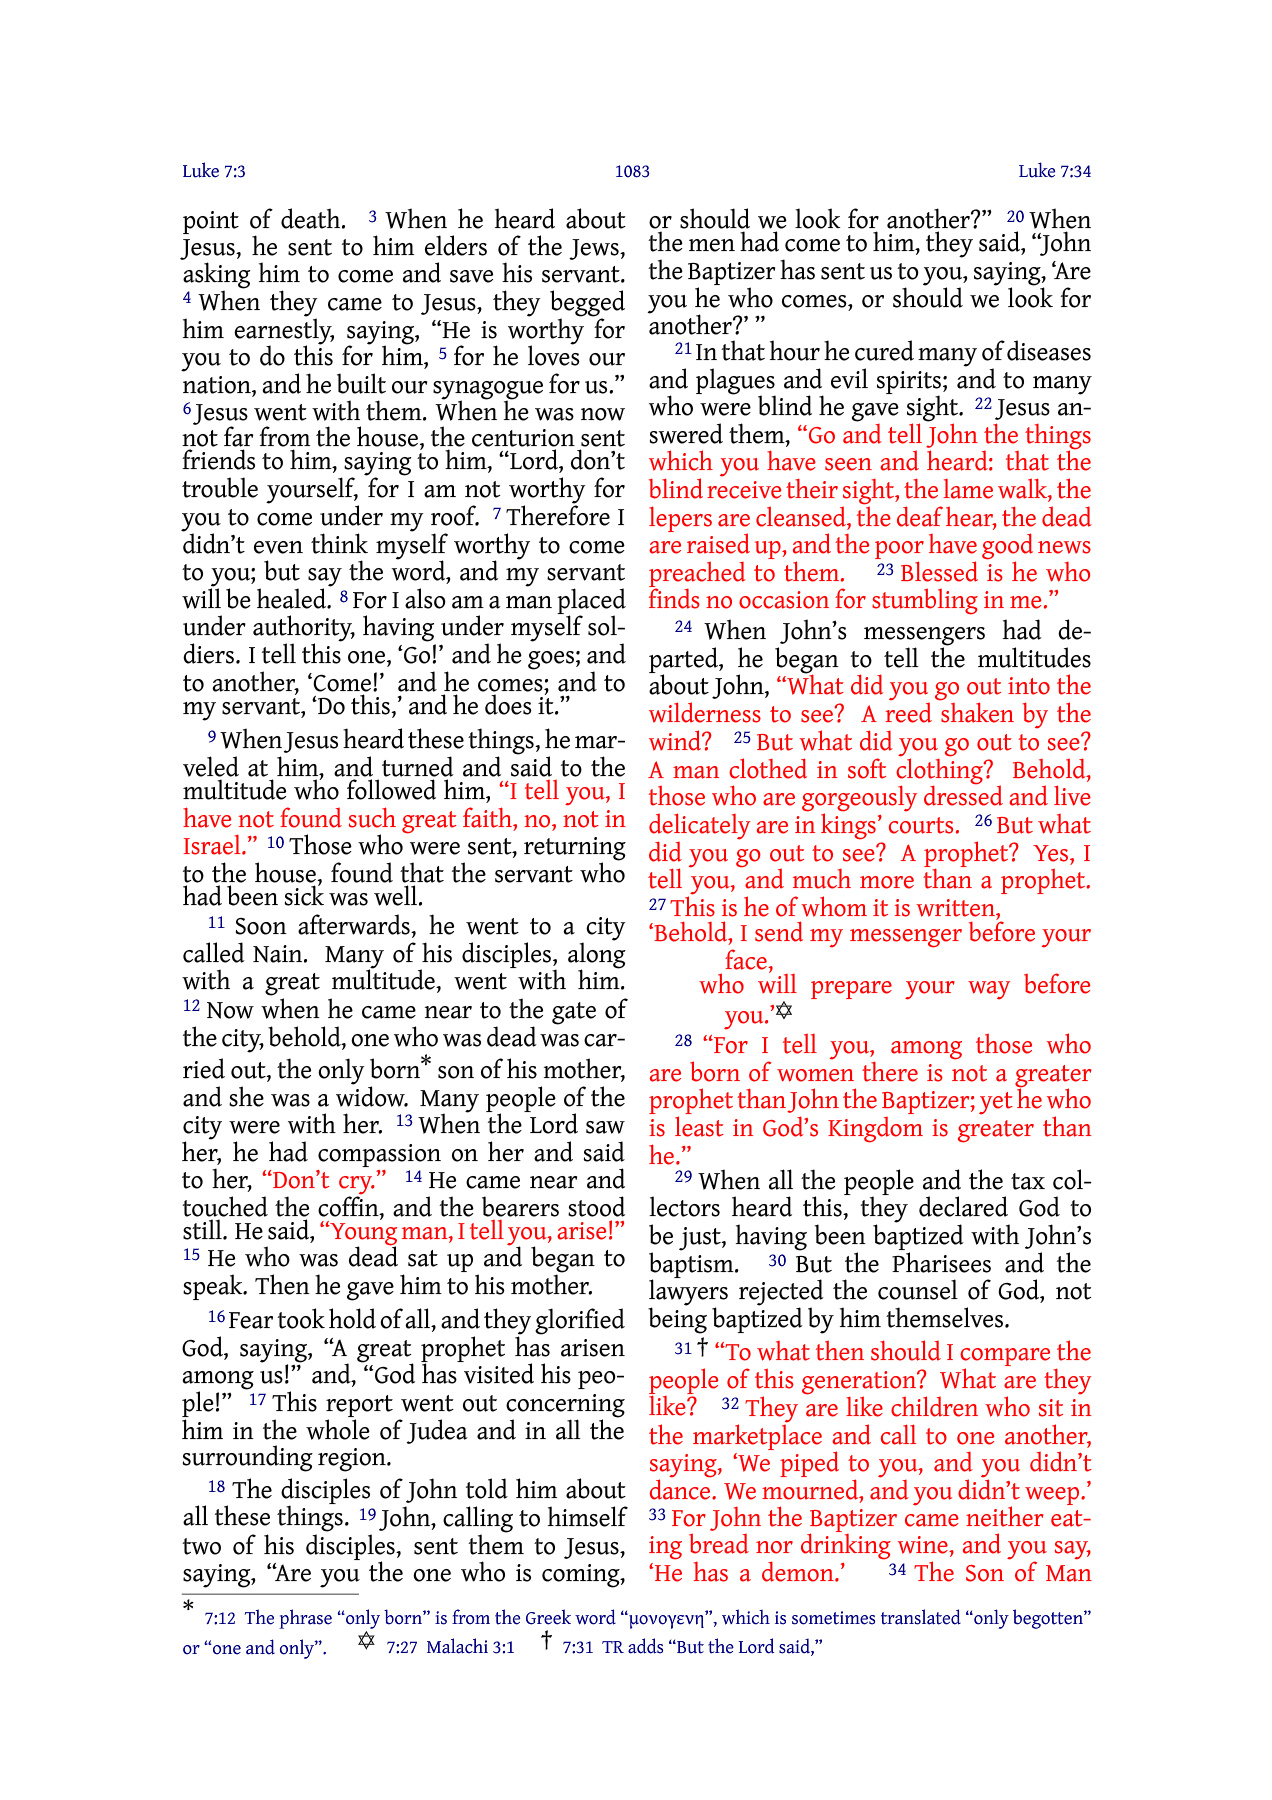 Luke 7:3 1083 Luke 7:34
point of death. 3 When he heard about
Jesus, he sent to him elders of the Jews,
asking him to come and save his servant.
4 When they came to Jesus, they begged
him earnestly, saying, “He is worthy for
you to do this for him, 5 for he loves our
nation, and he built our synagogue for us.”
6 Jesus went with them. When he was now
not far from the house, the centurion sent
friends to him, saying to him, “Lord, don’t
trouble yourself, for I am not worthy for
you to come under my roof. 7 Therefore I
didn’t even think myself worthy to come
to you; but say the word, and my servant
will be healed. 8 For I also am a man placed
under authority, having under myself sol-
diers. I tell this one, ‘Go!’ and he goes; and
to another, ‘Come!’ and he comes; and to
my servant, ‘Do this,’ and he does it.”
9 When Jesus heard these things, he mar-
veled at him, and turned and said to the
multitude who followed him, “I tell you, I
have not found such great faith, no, not in
Israel.” 10 Those who were sent, returning
to the house, found that the servant who
had been sick was well.
11 Soon afterwards, he went to a city
called Nain. Many of his disciples, along
with a great multitude, went with him.
12 Now when he came near to the gate of
the city, behold, one who was dead was car-
ried out, the only born* son of his mother,
and she was a widow. Many people of the
city were with her. 13 When the Lord saw
her, he had compassion on her and said
to her, “Don’t cry.” 14 He came near and
touched the coffin, and the bearers stood
still. He said, “Young man, I tell you, arise!”
15 He who was dead sat up and began to
speak. Then he gave him to his mother.
16 Fear took hold of all, and they glorified
God, saying, “A great prophet has arisen
among us!” and, “God has visited his peo-
ple!” 17 This report went out concerning
him in the whole of Judea and in all the
surrounding region.
18 The disciples of John told him about
all these things. 19 John, calling to himself
two of his disciples, sent them to Jesus,
saying, “Are you the one who is coming,
or should we look for another?” 20 When
the men had come to him, they said, “John
the Baptizer has sent us to you, saying, ‘Are
you he who comes, or should we look for
another?’ ”
21 In that hour he cured many of diseases
and plagues and evil spirits; and to many
who were blind he gave sight. 22 Jesus an-
swered them, “Go and tell John the things
which you have seen and heard: that the
blind receive their sight, the lame walk, the
lepers are cleansed, the deaf hear, the dead
are raised up, and the poor have good news
preached to them. 23 Blessed is he who
finds no occasion for stumbling in me.”
24 When John’s messengers had de-
parted, he began to tell the multitudes
about John, “What did you go out into the
wilderness to see? A reed shaken by the
wind? 25 But what did you go out to see?
A man clothed in soft clothing? Behold,
those who are gorgeously dressed and live
delicately are in kings’ courts. 26 But what
did you go out to see? A prophet? Yes, I
tell you, and much more than a prophet.
27 This is he of whom it is written,
‘Behold, I send my messenger before your
face,
who will prepare your way before
you.’✡
28 “For I tell you, among those who
are born of women there is not a greater
prophet than John the Baptizer; yet he who
is least in God’s Kingdom is greater than
he.”
29 When all the people and the tax col-
lectors heard this, they declared God to
be just, having been baptized with John’s
baptism. 30 But the Pharisees and the
lawyers rejected the counsel of God, not
being baptized by him themselves.
31 † “To what then should I compare the
people of this generation? What are they
like? 32 They are like children who sit in
the marketplace and call to one another,
saying, ‘We piped to you, and you didn’t
dance. We mourned, and you didn’t weep.’
33 For John the Baptizer came neither eat-
ing bread nor drinking wine, and you say,
‘He has a demon.’ 34 The Son of Man
* 7:12 The phrase “only born” is from the Greek word “μονογενη”, which is sometimes translated “only begotten”
or “one and only”. ✡ 7:27 Malachi 3:1 † 7:31 TR adds “But the Lord said,”